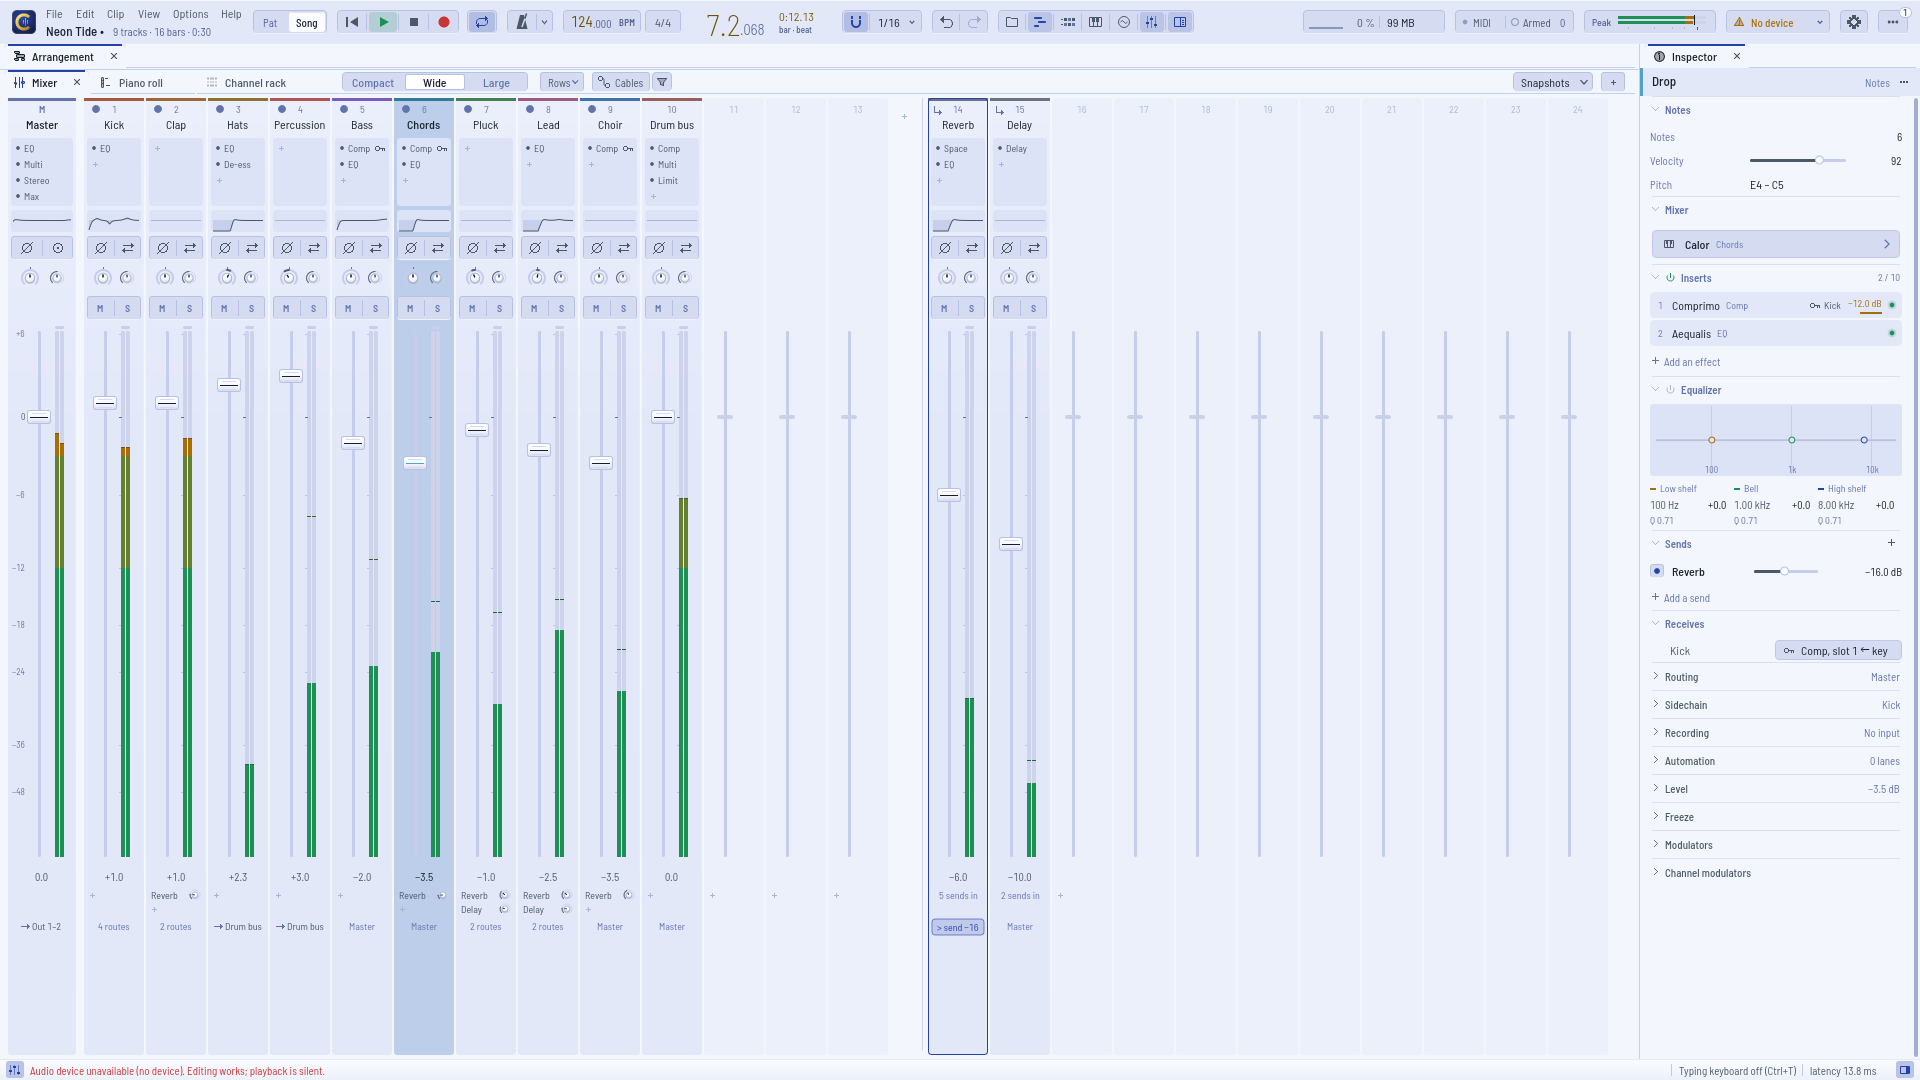 File Edit Clip View Options Help
Neon Tide • 9 tracks · 16 bars · 0:30
Pat Song
124.000 BPM 4/4
7.2.068
0:12.13
bar · beat
1/16
0 % 99 MB
MIDI Armed 0
Peak
No device
1
Arrangement
Mixer Piano roll Channel rack
Compact Wide Large
Rows Cables
Snapshots +
M 1 2 3 4 5 6 7 8 9 10 11 12 13 14 15 16 17 18 19 20 21 22 23 24
Master Kick Clap Hats Percussion Bass Chords Pluck Lead Choir Drum bus Reverb Delay
EQ EQ + EQ + Comp Comp + EQ Comp Comp Space Delay
Multi + De-ess EQ EQ + + Multi EQ +
Stereo + + + Limit +
Max +
M S M S M S M S M S M S M S M S M S M S M S M S
+6
0
−6
−12
−18
−24
−36
−48
0.0 +1.0 +1.0 +2.3 +3.0 −2.0 −3.5 −1.0 −2.5 −3.5 0.0 −6.0 −10.0
+ Reverb + + + Reverb Reverb Reverb Reverb + + + + 5 sends in 2 sends in +
+ + Delay Delay +
Out 1–2 4 routes 2 routes Drum bus Drum bus Master Master 2 routes 2 routes Master Master > send −16 Master
Inspector
Drop Notes
Notes
Notes 6
Velocity 92
Pitch E4 – C5
Mixer
Calor Chords
Inserts 2 / 10
1 Comprimo Comp Kick −12.0 dB
2 Aequalis EQ
+ Add an effect
Equalizer
100 1k 10k
Low shelf Bell High shelf
100 Hz +0.0 1.00 kHz +0.0 8.00 kHz +0.0
Q 0.71 Q 0.71 Q 0.71
Sends +
Reverb −16.0 dB
+ Add a send
Receives
Kick Comp, slot 1 ← key
Routing Master
Sidechain Kick
Recording No input
Automation 0 lanes
Level −3.5 dB
Freeze
Modulators
Channel modulators
Audio device unavailable (no device). Editing works; playback is silent.
Typing keyboard off (Ctrl+T) latency 13.8 ms